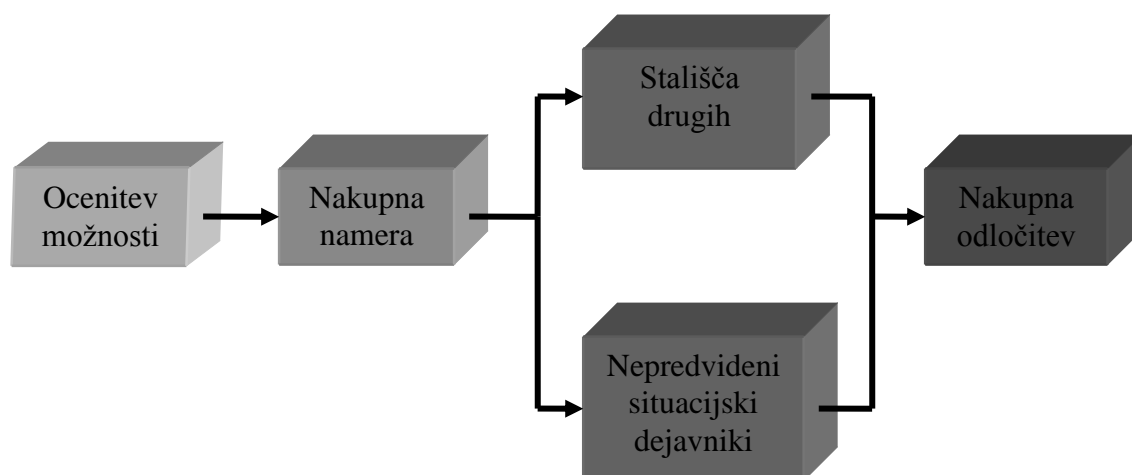 Ocenitev
možnosti
Nakupna
namera
Stališča
drugih
Nepredvideni
situacijski
dejavniki
Nakupna
odločitev